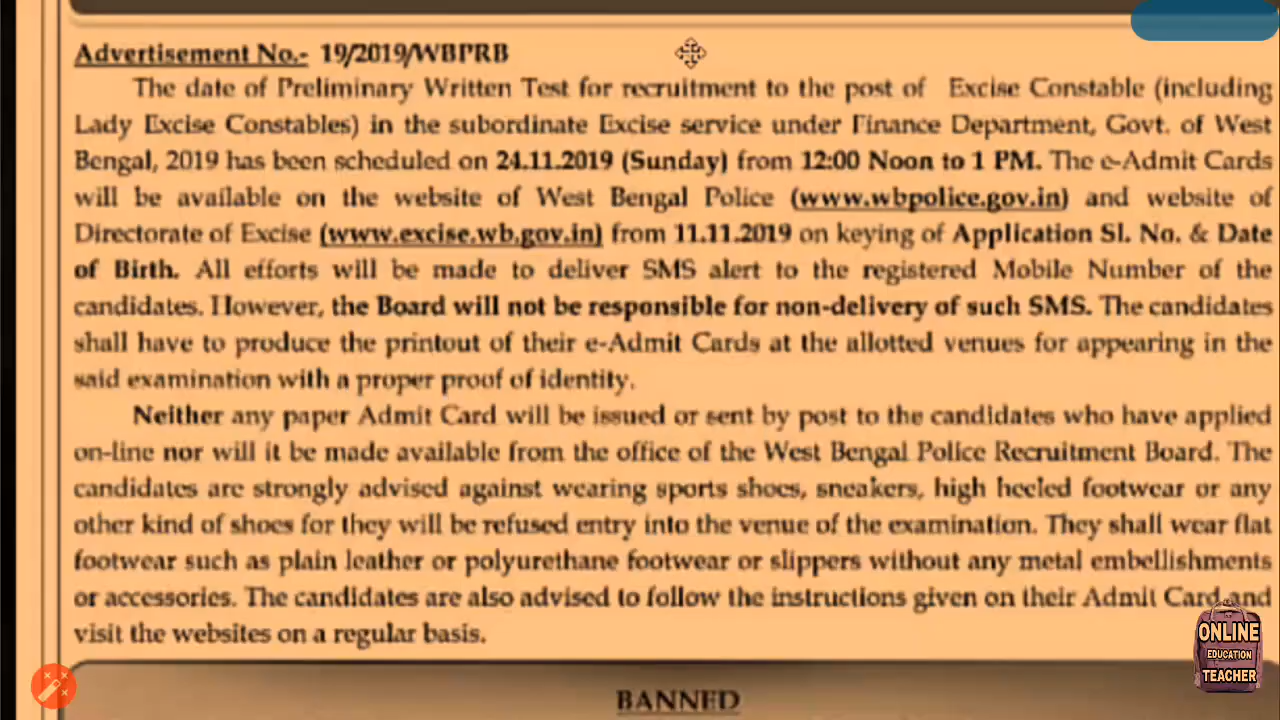 Advertisement No.- 19/2019/WBPRB
The date of Preliminary Written Test for recruitment to the post of Excise Constable (including
Lady Excise Constables) in the subordinate Excise service under Finance Department, Govt. of West
Bengal, 2019 has been scheduled on 24.11.2019 (Sunday) from 12:00 Noon to 1 PM. The e-Admit Cards
will be available on the website of West Bengal Police (www.wbpolice.gov.in) and website of
Directorate of Excise (www.excise.wb.gov.in) from 11.11.2019 on keying of Application Sl. No. & Date
of Birth. All efforts will be made to deliver SMS alert to the registered Mobile Number of the
candidates. However, the Board will not be responsible for non-delivery of such SMS. The candidates
shall have to produce the printout of their e-Admit Cards at the allotted venues for appearing in the
said examination with a proper proof of identity.
Neither any paper Admit Card will be issued or sent by post to the candidates who have applied
on-line nor will it be made available from the office of the West Bengal Police Recruitment Board. The
candidates are strongly advised against wearing sports shoes, sneakers, high heeled footwear or any
other kind of shoes for they will be refused entry into the venue of the examination. They shall wear flat
footwear such as plain leather or polyurethane footwear or slippers without any metal embellishments
or accessories. The candidates are also advised to follow the instructions given on their Admit Card and
visit the websites on a regular basis.
ONLINE
EDUCATION
TEACHER
BANNED